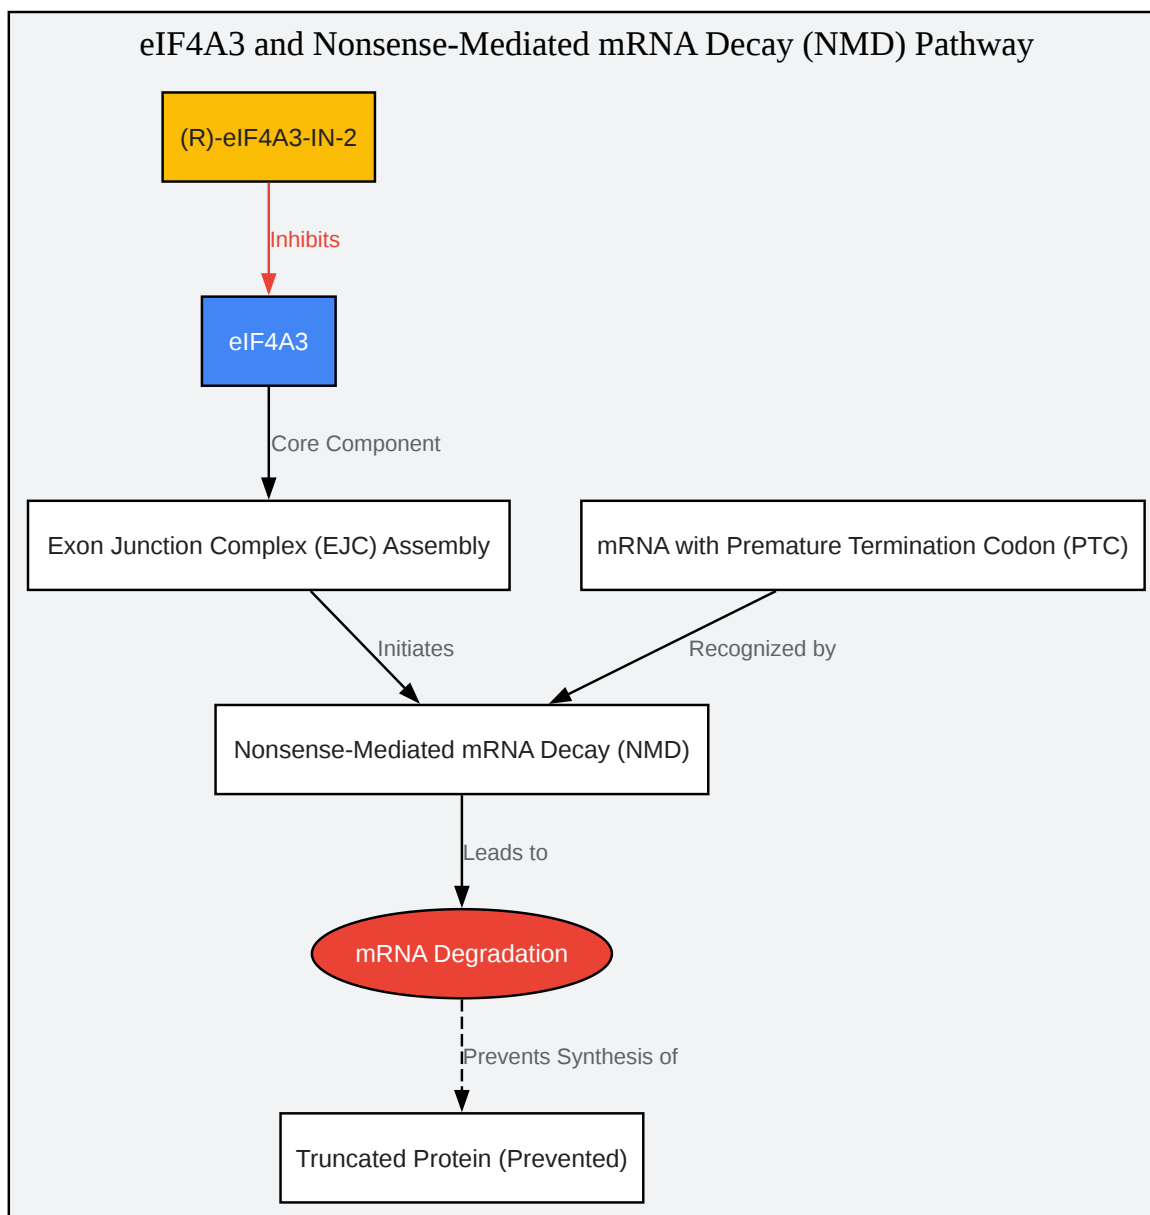 eIF4A3 and Nonsense-Mediated mRNA Decay (NMD) Pathway
(R)-eIF4A3-IN-2
Inhibits
eIF4A3
Core Component
Exon Junction Complex (EJC) Assembly
mRNA with Premature Termination Codon (PTC)
Initiates
Recognized by
Nonsense-Mediated mRNA Decay (NMD)
Leads to
mRNA Degradation
Prevents Synthesis of
Truncated Protein (Prevented)